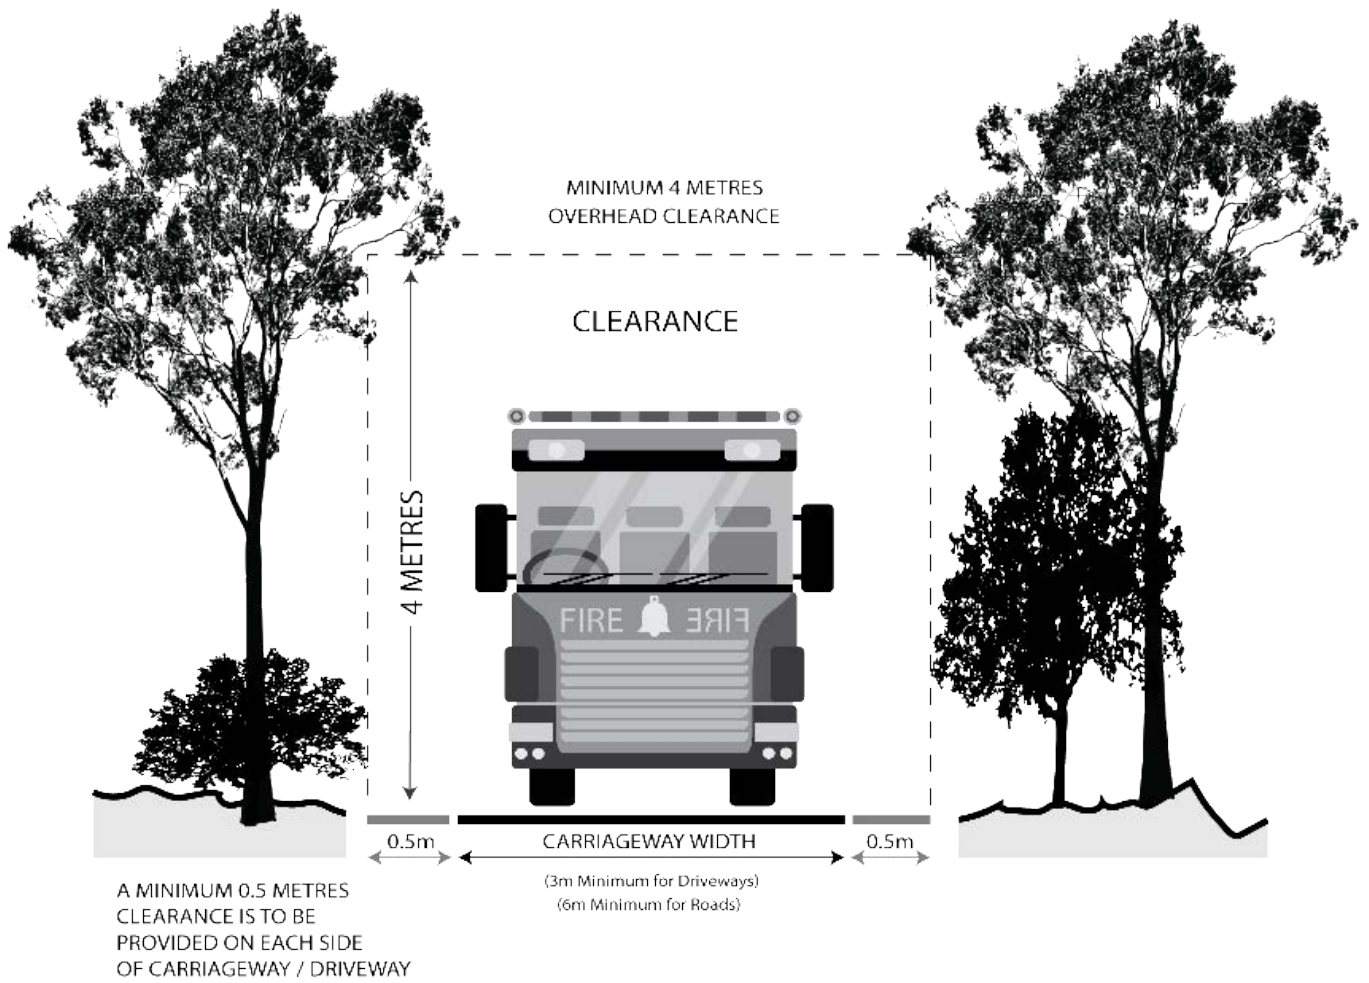 MINIMUM 4 METRES
OVERHEAD CLEARANCE
CLEARANCE
4 METRES
FIRE FIRE
0.5m
CARRIAGEWAY WIDTH
0.5m
(3m Minimum for Driveways)
(6m Minimum for Roads)
A MINIMUM 0.5 METRES
CLEARANCE IS TO BE
PROVIDED ON EACH SIDE
OF CARRIAGEWAY / DRIVEWAY